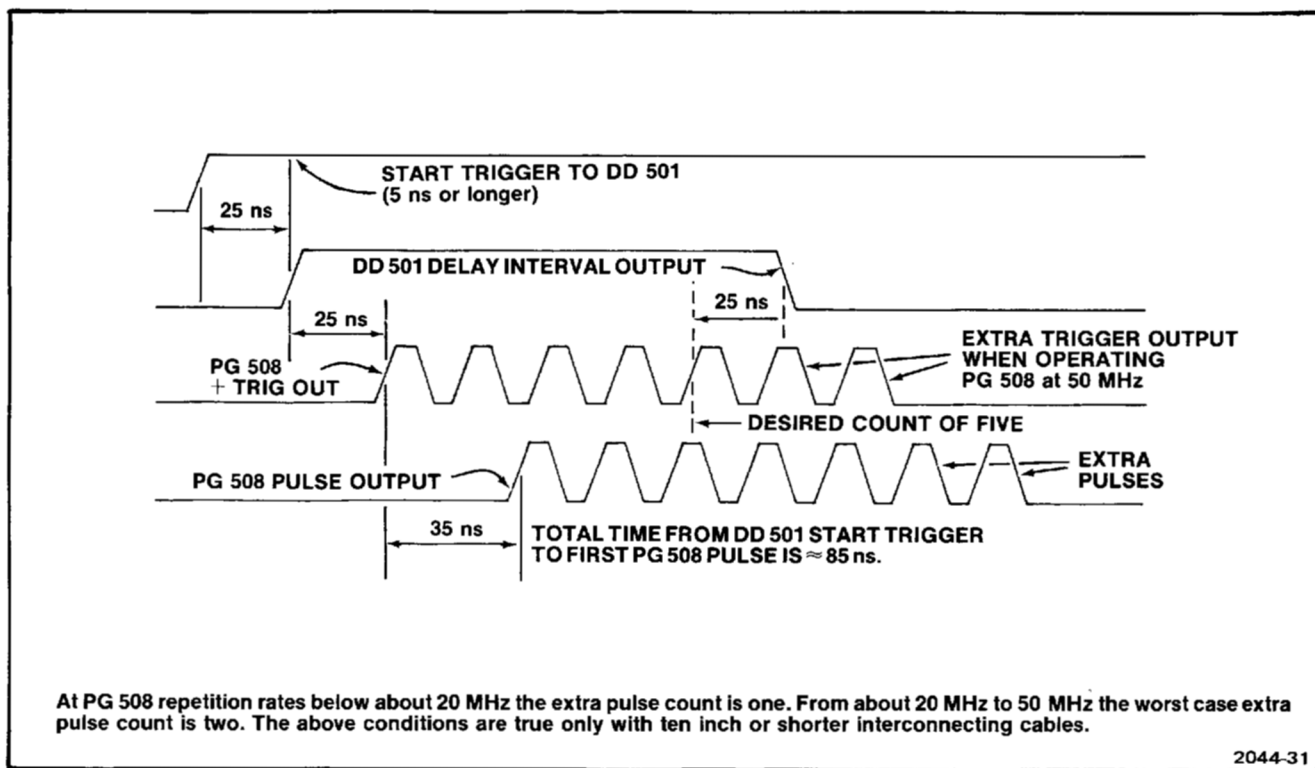 START TRIGGER TO DD 501
(5 ns or longer)
25 ns
DD 501 DELAY INTERVAL OUTPUT
25 ns
25 ns
PG 508
+ TRIG OUT
EXTRA TRIGGER OUTPUT
WHEN OPERATING
PG 508 at 50 MHz
DESIRED COUNT OF FIVE
PG 508 PULSE OUTPUT
EXTRA
PULSES
35 ns
TOTAL TIME FROM DD 501 START TRIGGER
TO FIRST PG 508 PULSE IS ≈ 85 ns.
At PG 508 repetition rates below about 20 MHz the extra pulse count is one. From about 20 MHz to 50 MHz the worst case extra
pulse count is two. The above conditions are true only with ten inch or shorter interconnecting cables.
2044-31